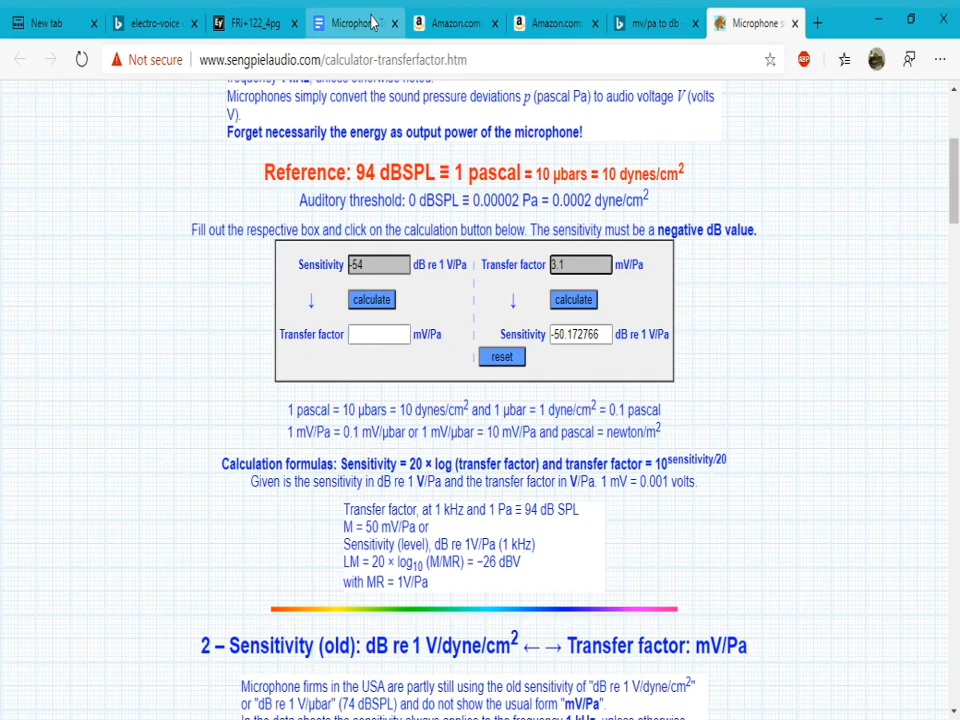 New tab
electro-voice
FRi+122_4pg
Microphone
Amazon.com:
Amazon.com:
mv/pa to db
Microphone s
Not secure
www.sengpielaudio.com/calculator-transferfactor.htm
ABP
Microphones simply convert the sound pressure deviations p (pascal Pa) to audio voltage V (volts
V).
Forget necessarily the energy as output power of the microphone!
Reference: 94 dBSPL ≡ 1 pascal = 10 µbars = 10 dynes/cm²
Auditory threshold: 0 dBSPL ≡ 0.00002 Pa = 0.0002 dyne/cm²
Fill out the respective box and click on the calculation button below. The sensitivity must be a negative dB value.
Sensitivity -54 dB re 1 V/Pa | Transfer factor 3.1 mV/Pa
↓ calculate ↓ calculate
Transfer factor mV/Pa Sensitivity -50.172766 dB re 1 V/Pa
reset
1 pascal = 10 µbars = 10 dynes/cm² and 1 µbar = 1 dyne/cm² = 0.1 pascal
1 mV/Pa = 0.1 mV/µbar or 1 mV/µbar = 10 mV/Pa and pascal = newton/m²
Calculation formulas: Sensitivity = 20 × log (transfer factor) and transfer factor = 10^sensitivity/20
Given is the sensitivity in dB re 1 V/Pa and the transfer factor in V/Pa. 1 mV = 0.001 volts.
Transfer factor, at 1 kHz and 1 Pa ≡ 94 dB SPL
M = 50 mV/Pa or
Sensitivity (level), dB re 1V/Pa (1 kHz)
LM = 20 × log₁₀ (M/MR) = −26 dBV
with MR = 1V/Pa
2 – Sensitivity (old): dB re 1 V/dyne/cm² ← → Transfer factor: mV/Pa
Microphone firms in the USA are partly still using the old sensitivity of "dB re 1 V/dyne/cm²"
or "dB re 1 V/µbar" (74 dBSPL) and do not show the usual form "mV/Pa".